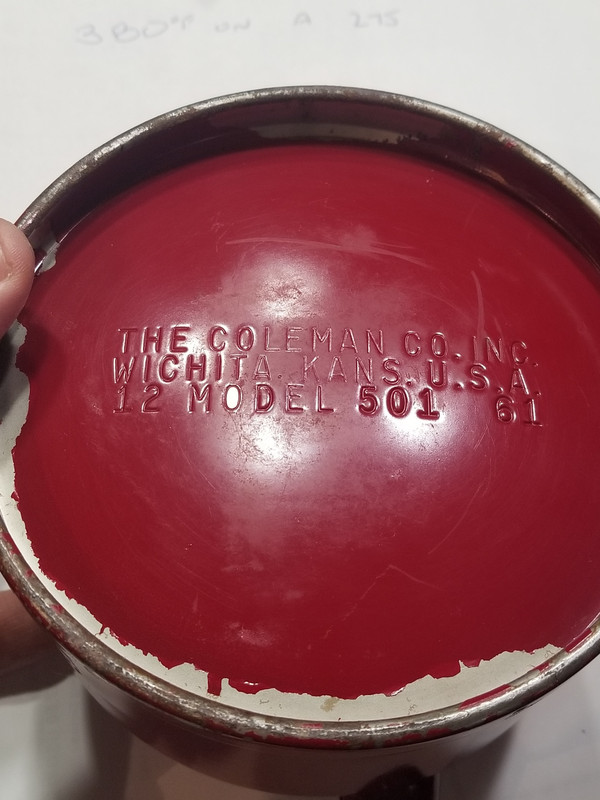 380°F ON A 275
THE COLEMAN CO. INC.
WICHITA. KANS. U.S.A.
12 MODEL 501 61